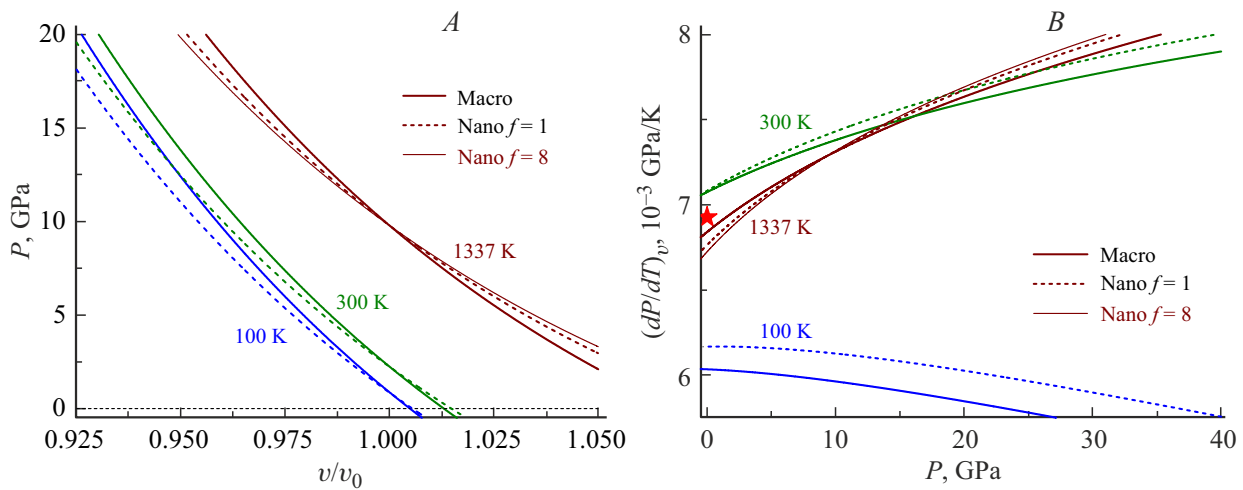 A
20
15
10
5
0
P, GPa
Macro
Nano f = 1
Nano f = 8
1337 K
300 K
100 K
0.925 0.950 0.975 1.000 1.025 1.050
v/v₀
B
8
7
6
(dP/dT)ᵥ, 10⁻³ GPa/K
300 K
1337 K
Macro
Nano f = 1
Nano f = 8
100 K
0 10 20 30 40
P, GPa